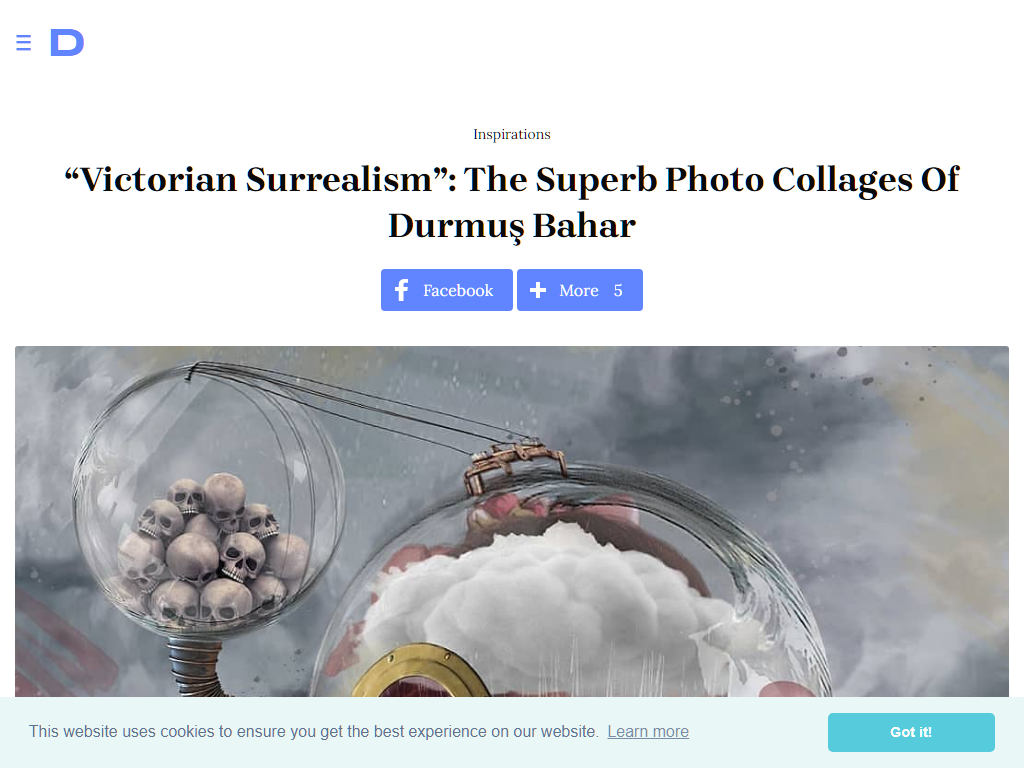 D
Inspirations
“Victorian Surrealism”: The Superb Photo Collages Of
Durmuş Bahar
Facebook
More 5
This website uses cookies to ensure you get the best experience on our website. Learn more
Got it!